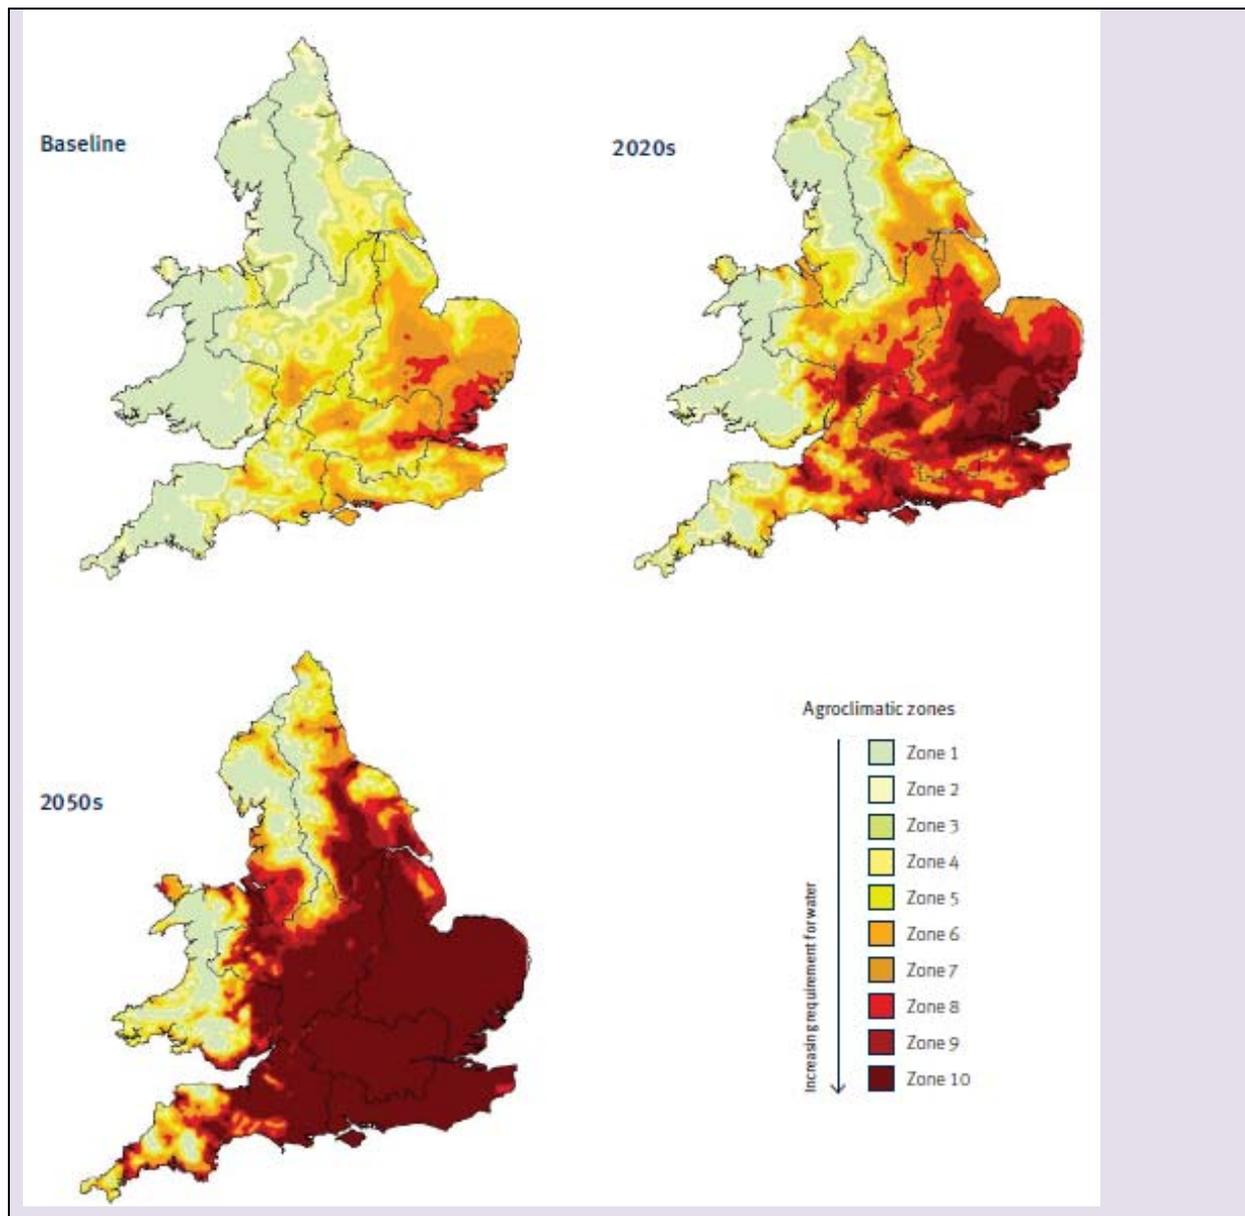 Baseline
2020s
2050s
Agroclimatic zones
Increasing requirement for water
Zone 1
Zone 2
Zone 3
Zone 4
Zone 5
Zone 6
Zone 7
Zone 8
Zone 9
Zone 10